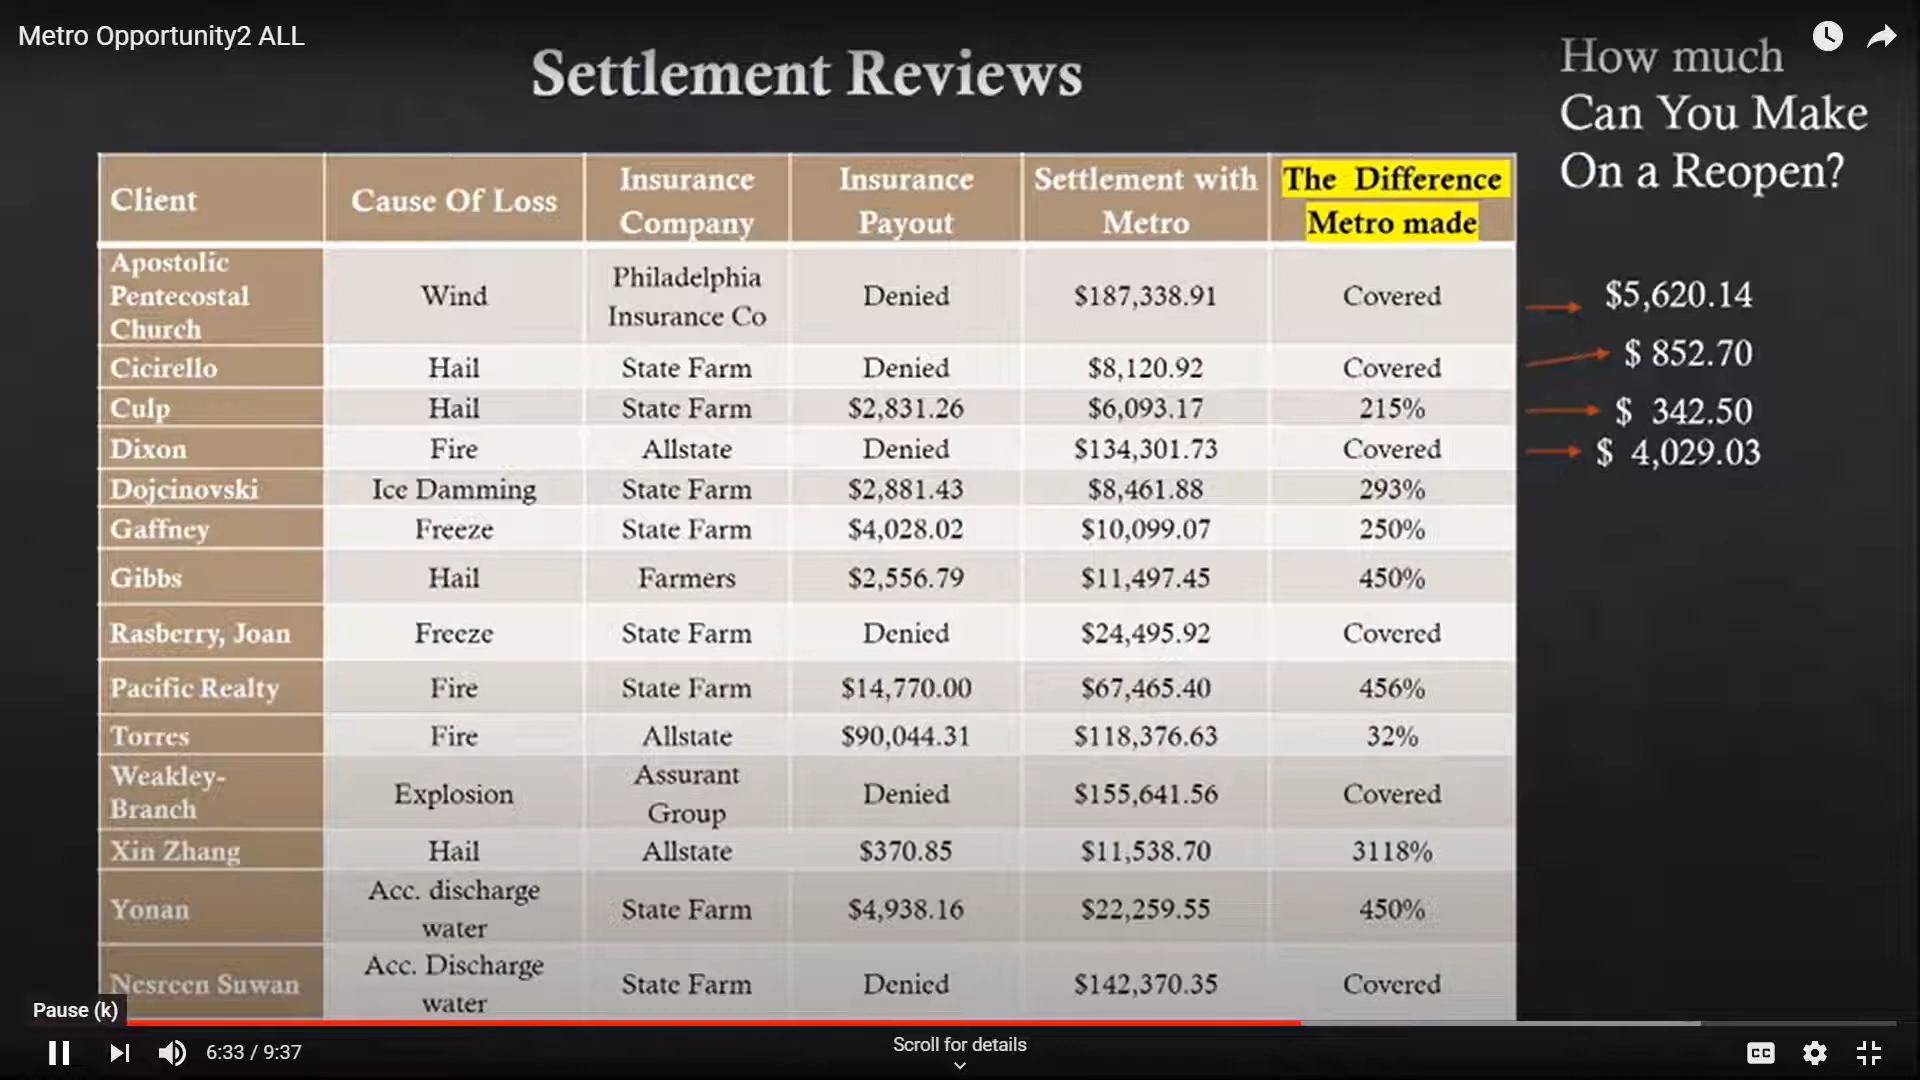 Metro Opportunity2 ALL
Settlement Reviews
How much
Can You Make
On a Reopen?
Client Cause Of Loss Insurance Company Insurance Payout Settlement with Metro The Difference Metro made
Apostolic Pentecostal Church Wind Philadelphia Insurance Co Denied $187,338.91 Covered $5,620.14
Cicirello Hail State Farm Denied $8,120.92 Covered $ 852.70
Culp Hail State Farm $2,831.26 $6,093.17 215% $ 342.50
Dixon Fire Allstate Denied $134,301.73 Covered $ 4,029.03
Dojcinovski Ice Damming State Farm $2,881.43 $8,461.88 293%
Gaffney Freeze State Farm $4,028.02 $10,099.07 250%
Gibbs Hail Farmers $2,556.79 $11,497.45 450%
Rasberry, Joan Freeze State Farm Denied $24,495.92 Covered
Pacific Realty Fire State Farm $14,770.00 $67,465.40 456%
Torres Fire Allstate $90,044.31 $118,376.63 32%
Weakley-Branch Explosion Assurant Group Denied $155,641.56 Covered
Xin Zhang Hail Allstate $370.85 $11,538.70 3118%
Yonan Acc. discharge water State Farm $4,938.16 $22,259.55 450%
Nesreen Suwan Acc. Discharge water State Farm Denied $142,370.35 Covered
Pause (k)
6:33 / 9:37
Scroll for details
CC